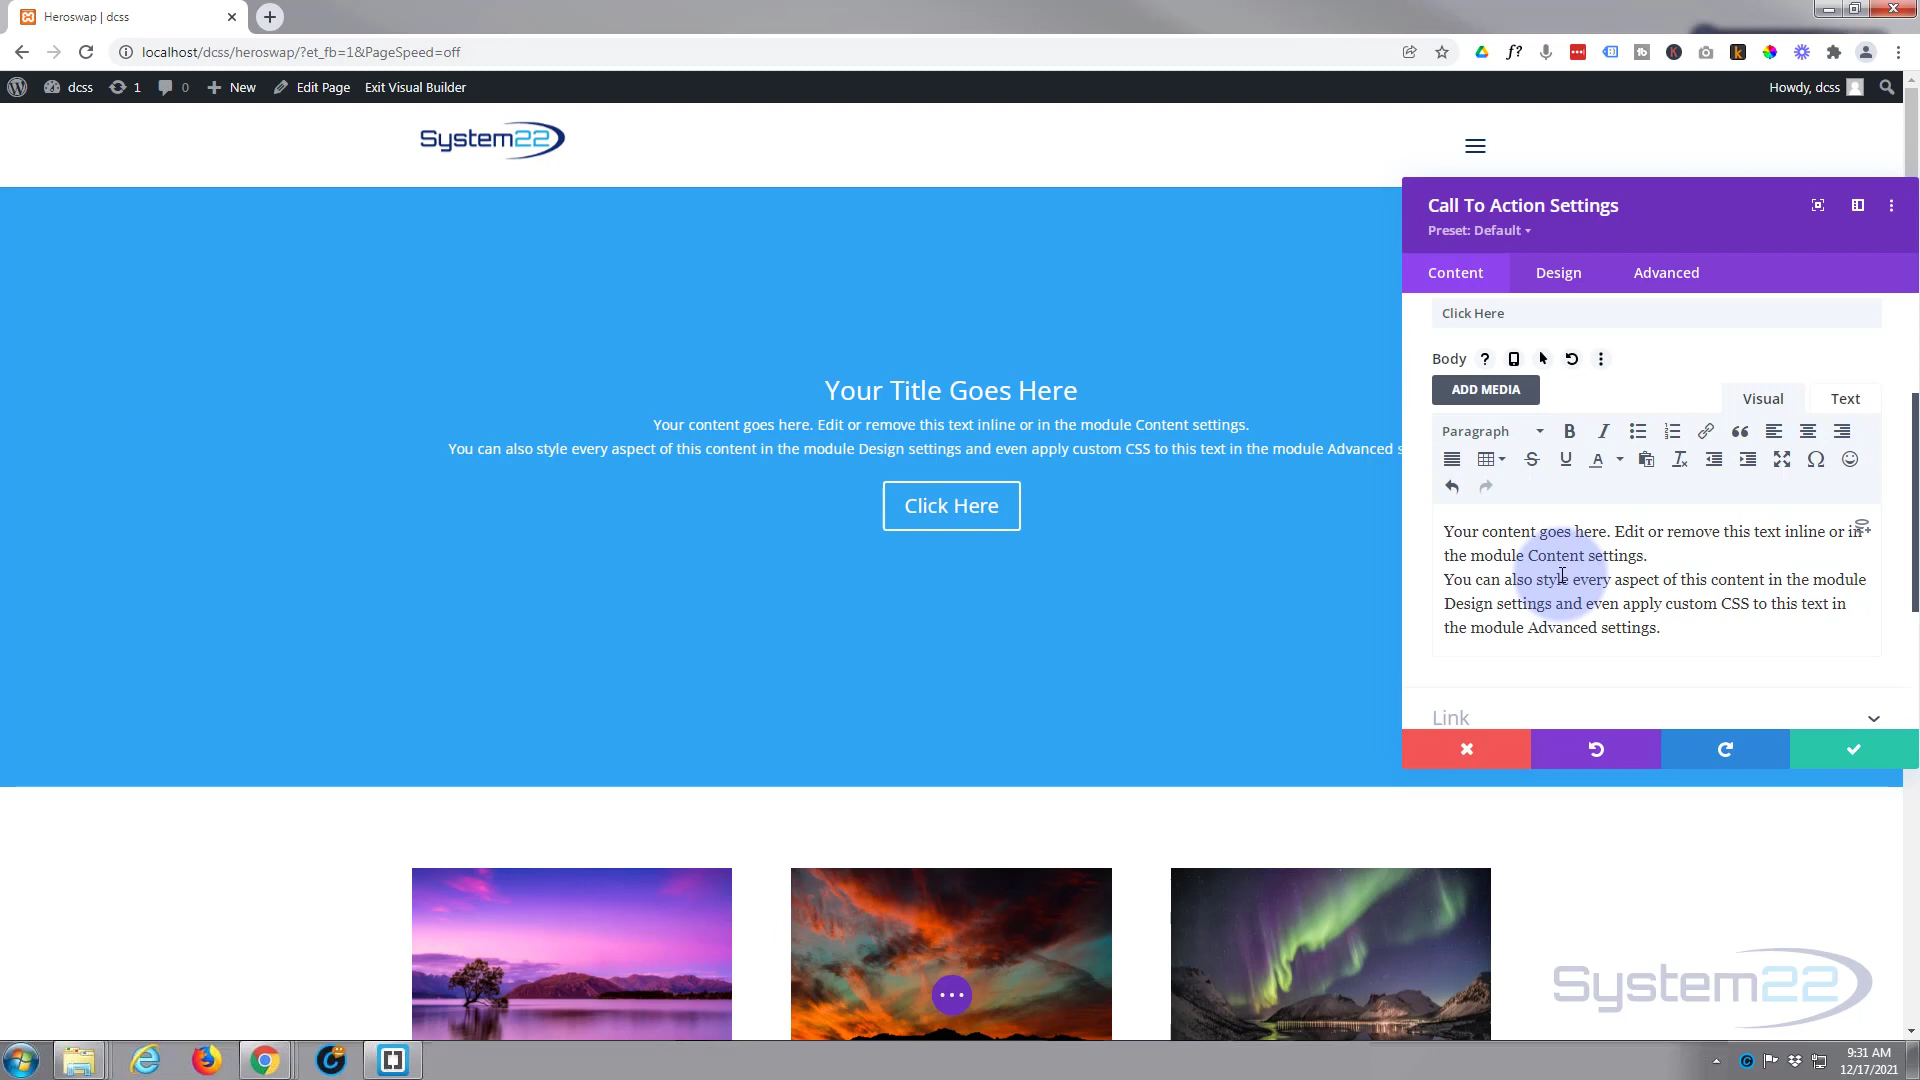 Heroswap | dcss
localhost/dcss/heroswap/?et_fb=1&PageSpeed=off
dcss
1
0
New
Edit Page
Exit Visual Builder
Howdy, dcss
System22
Call To Action Settings
Preset: Default
Content
Design
Advanced
Click Here
Body
ADD MEDIA
Visual
Text
Paragraph
Your content goes here. Edit or remove this text inline or in
the module Content settings.
You can also style every aspect of this content in the module
Design settings and even apply custom CSS to this text in
the module Advanced settings.
Link
Your Title Goes Here
Your content goes here. Edit or remove this text inline or in the module Content settings.
You can also style every aspect of this content in the module Design settings and even apply custom CSS to this text in the module Advanced s
Click Here
System22
9:31 AM
12/17/2021